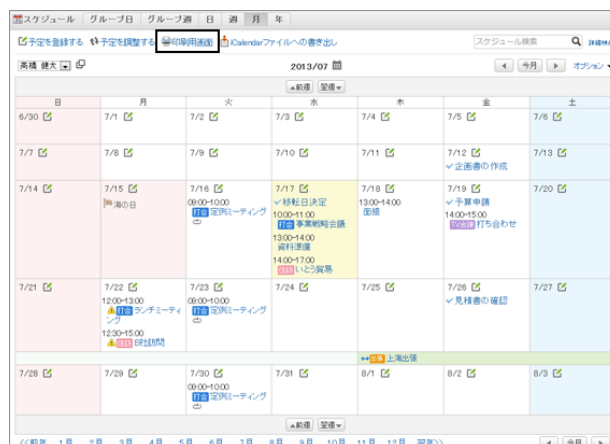 スケジュール グループ日 グループ週 日 週 月 年
予定を登録する 予定を調整する 印刷用画面 iCalendarファイルへの書き出し スケジュール検索 詳細検索
高橋 健太 2013/07 今月 オプション
▲前週 翌週▼
日 月 火 水 木 金 土
6/30 7/1 7/2 7/3 7/4 7/5 7/6
7/7 7/8 7/9 7/10 7/11 7/12 7/13
企画書の作成
7/14 7/15 7/16 7/17 7/18 7/19 7/20
海の日 09:00-10:00 移転日決定 13:00-14:00 予算申請
打合 定例ミーティング 10:00-11:00 面接 14:00-15:00
打合 事業戦略会議 TV会議 打ち合わせ
13:00-14:00
資料準備
14:00-17:00
往訪 いとう貿易
7/21 7/22 7/23 7/24 7/25 7/26 7/27
12:00-13:00 09:00-10:00 見積書の確認
打合 ランチミーティ 打合 定例ミーティング
ング
12:30-15:00
往訪 B社訪問
出張 上海出張
7/28 7/29 7/30 7/31 8/1 8/2 8/3
09:00-10:00
打合 定例ミーティング
▲前週 翌週▼
<<前年 1月 2月 3月 4月 5月 6月 7月 8月 9月 10月 11月 12月 翌年>> 今月